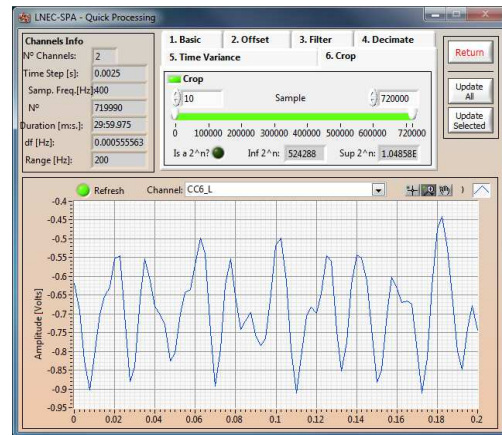 LNEC-SPA - Quick Processing
Channels Info
Nº Channels: 2
Time Step [s]: 0.0025
Samp. Freq.[Hz]: 400
Nº 719990
Duration [m:s.]: 29:59.975
df [Hz]: 0.000555563
Range [Hz]: 200
1. Basic 2. Offset 3. Filter 4. Decimate
5. Time Variance 6. Crop
Crop
10 Sample 720000
0 100000 200000 300000 400000 500000 600000 720000
Is a 2^n? Inf 2^n: 524288 Sup 2^n: 1.04858E
Return
Update
All
Update
Selected
Refresh Channel: CC6_L
Amplitude [Volts]
-0.4
-0.45
-0.5
-0.55
-0.6
-0.65
-0.7
-0.75
-0.8
-0.85
-0.9
-0.95
0 0.02 0.04 0.06 0.08 0.1 0.12 0.14 0.16 0.18 0.2